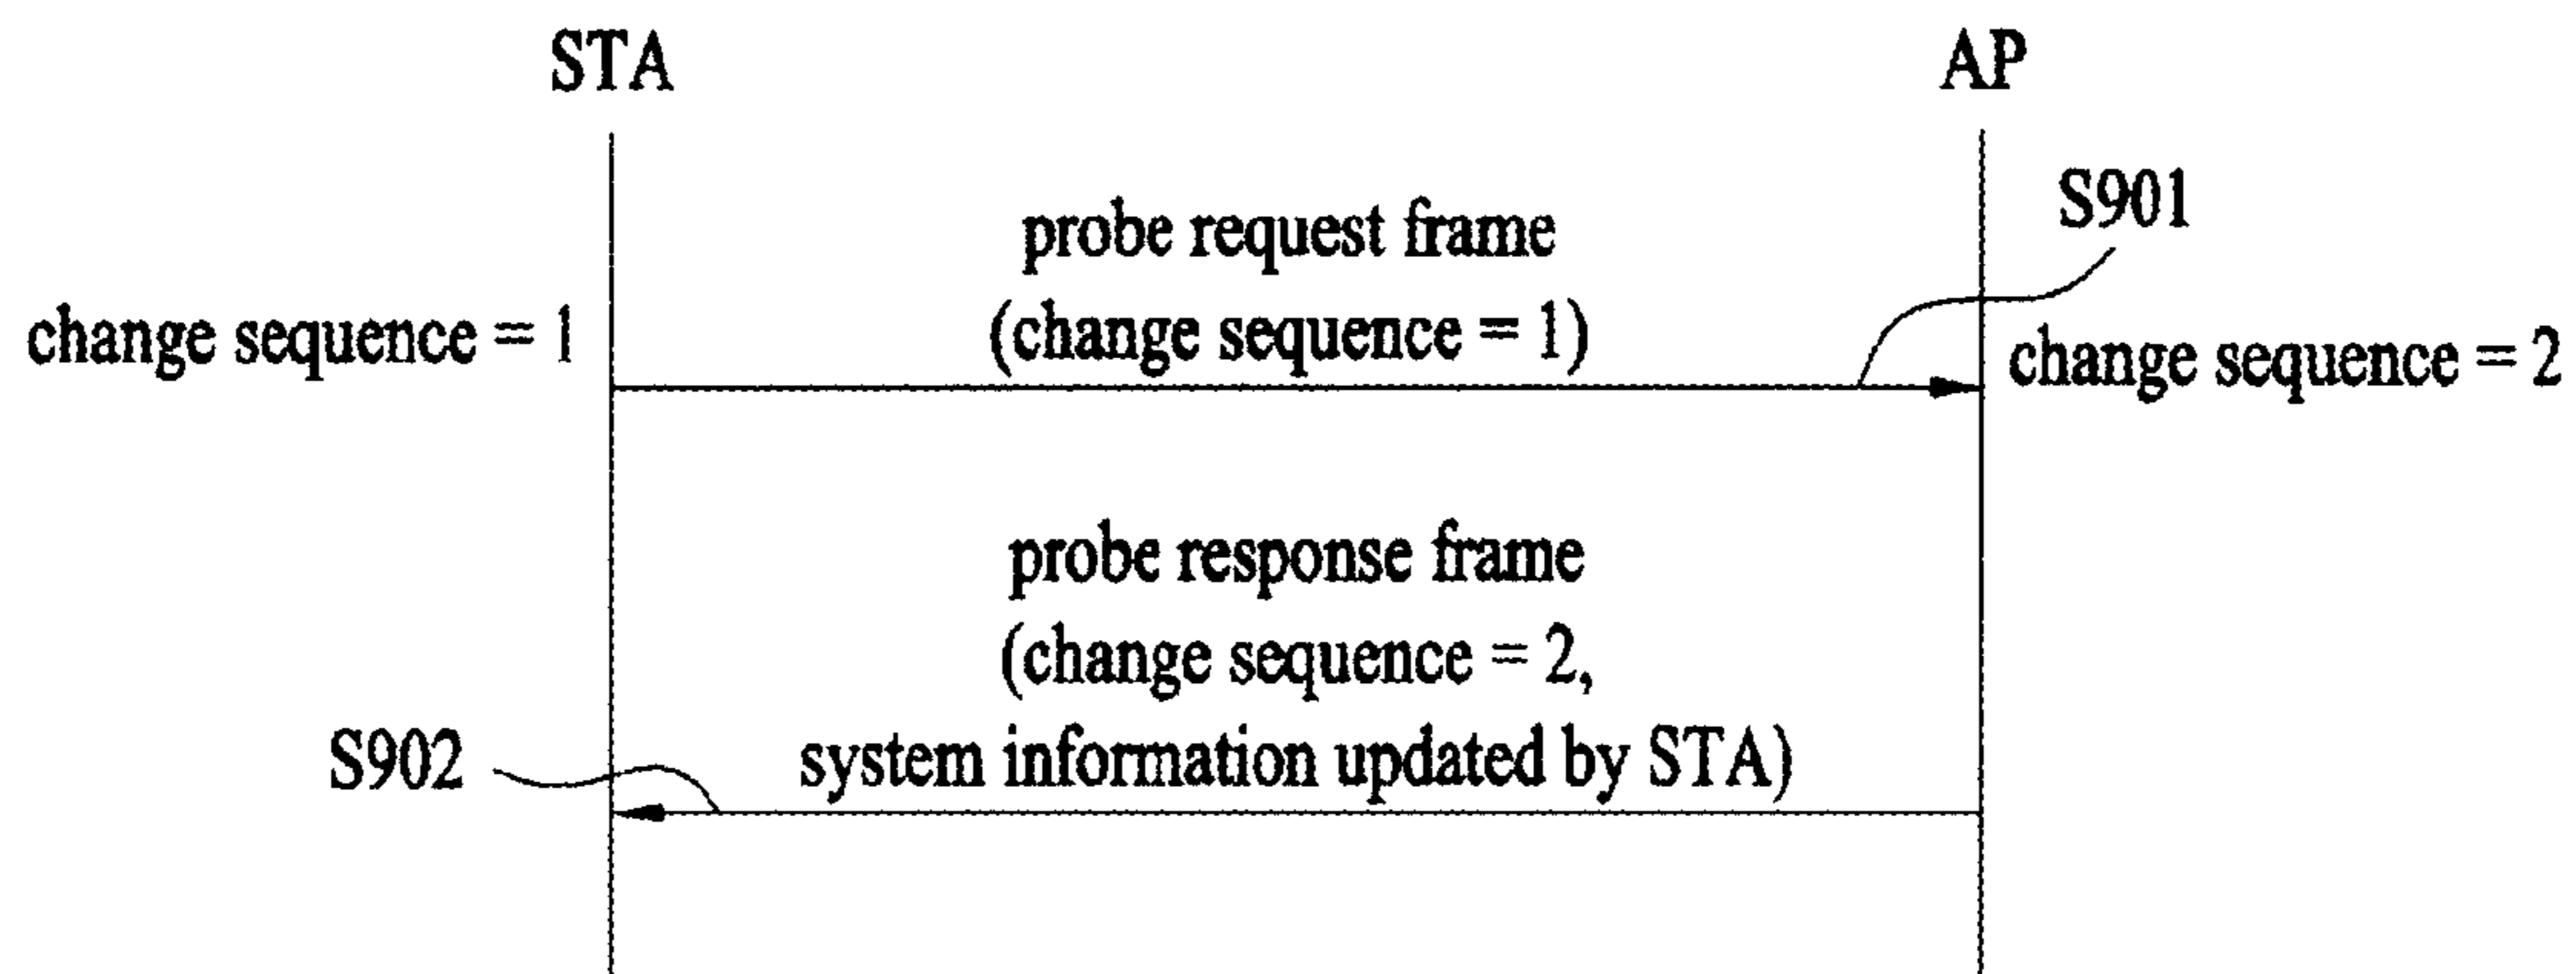 STA
AP
S901
probe request frame
(change sequence = 1)
change sequence = 1
change sequence = 2
probe response frame
(change sequence = 2,
system information updated by STA)
S902